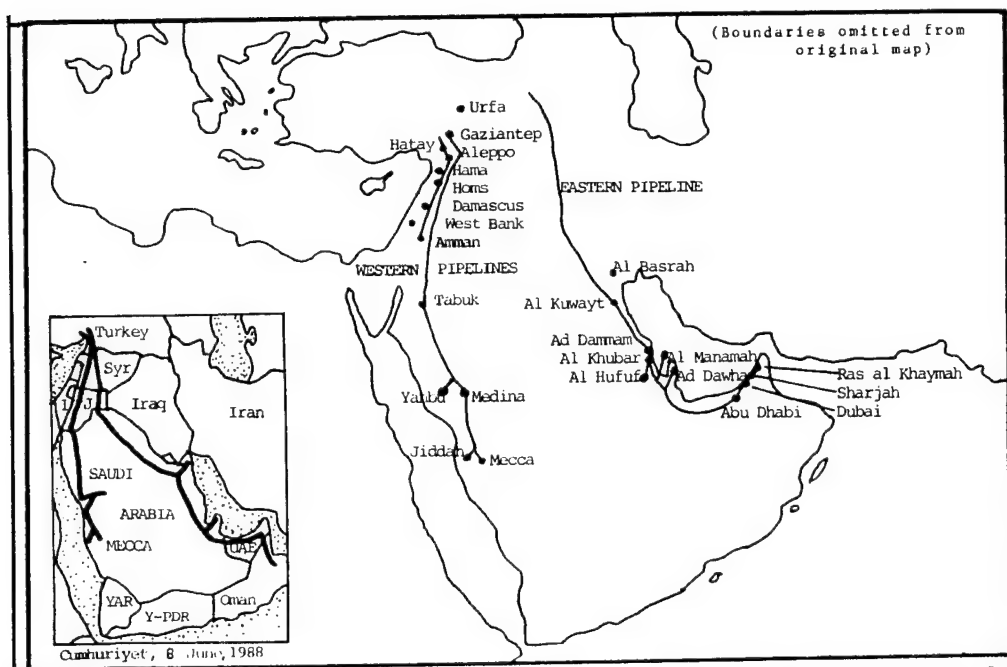 (Boundaries omitted from
original map)
Urfa
Gaziantep
Hatay
Aleppo
Hama
Homs
EASTERN PIPELINE
Damascus
West Bank
Amman
WESTERN PIPELINES
Al Basrah
Tabuk
Al Kuwayt
Ad Dammam
Al Manamah
Al Khubar
Ras al Khaymah
Al Hufuf
Ad Dawha
Sharjah
Yanbu
Medina
Abu Dhabi
Dubai
Jiddah
Mecca
Turkey
Syr
I
J
Iraq
Iran
SAUDI
ARABIA
MECCA
UAE
YAR
Oman
Y-PDR
Cumhuriyet, 8 June, 1988